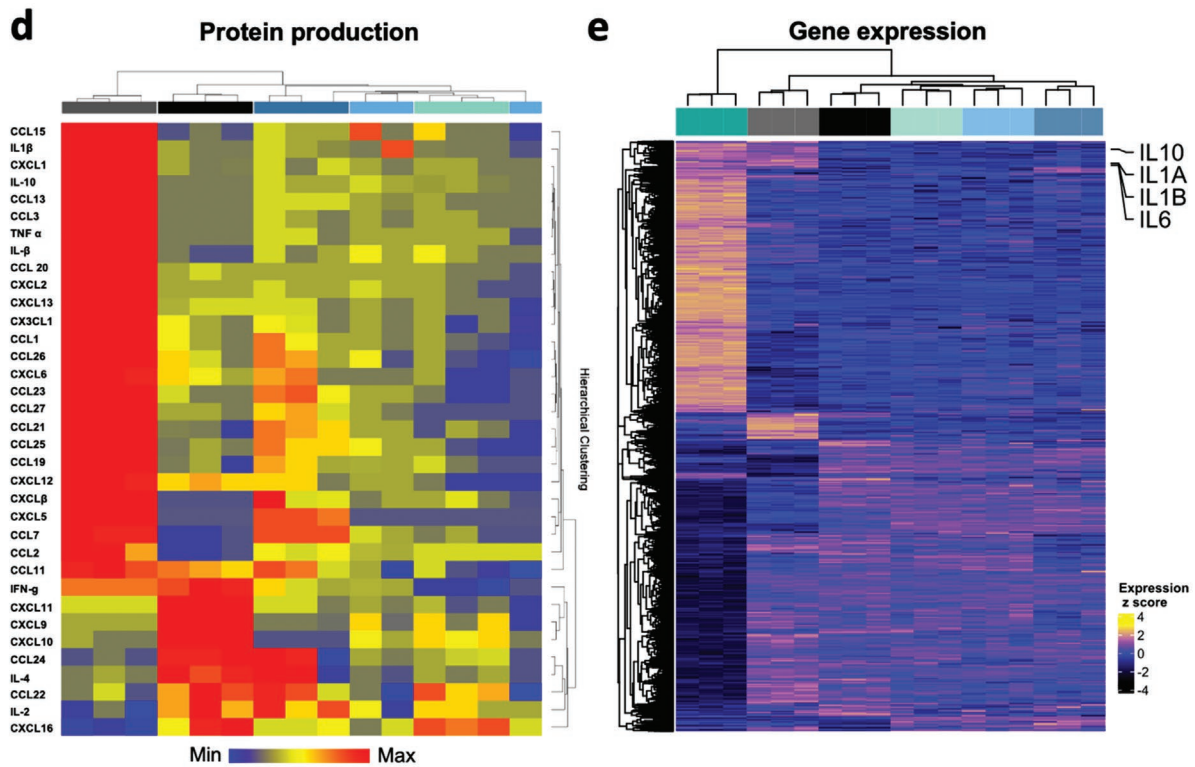 d
Protein production
CCL15
IL1β
CXCL1
IL-10
CCL13
CCL3
TNF α
IL-β
CCL 20
CXCL2
CXCL13
CX3CL1
CCL1
CCL26
CXCL6
CCL23
CCL27
CCL21
CCL25
CCL19
CXCL12
CXCLβ
CXCL5
CCL7
CCL2
CCL11
IFN-g
CXCL11
CXCL9
CXCL10
CCL24
IL-4
CCL22
IL-2
CXCL16
Hierarchical Clustering
Min
Max
e
Gene expression
IL10
IL1A
IL1B
IL6
Expression
z score
4
2
0
-2
-4